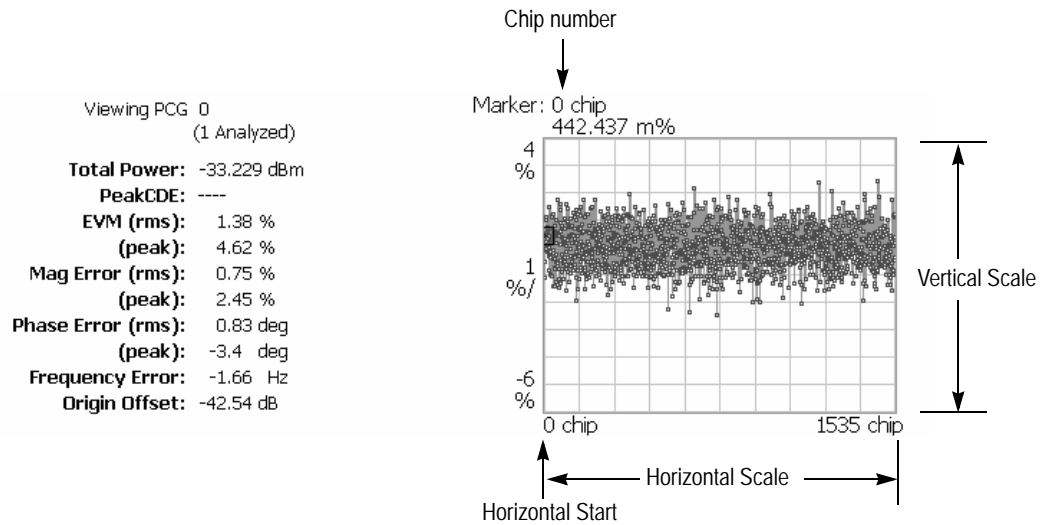 Chip number
Viewing PCG 0
(1 Analyzed)
Total Power: -33.229 dBm
PeakCDE: ----
EVM (rms): 1.38 %
(peak): 4.62 %
Mag Error (rms): 0.75 %
(peak): 2.45 %
Phase Error (rms): 0.83 deg
(peak): -3.4 deg
Frequency Error: -1.66 Hz
Origin Offset: -42.54 dB
Marker: 0 chip
442.437 m%
4
%
1
%/
-6
%
0 chip 1535 chip
Vertical Scale
Horizontal Scale
Horizontal Start